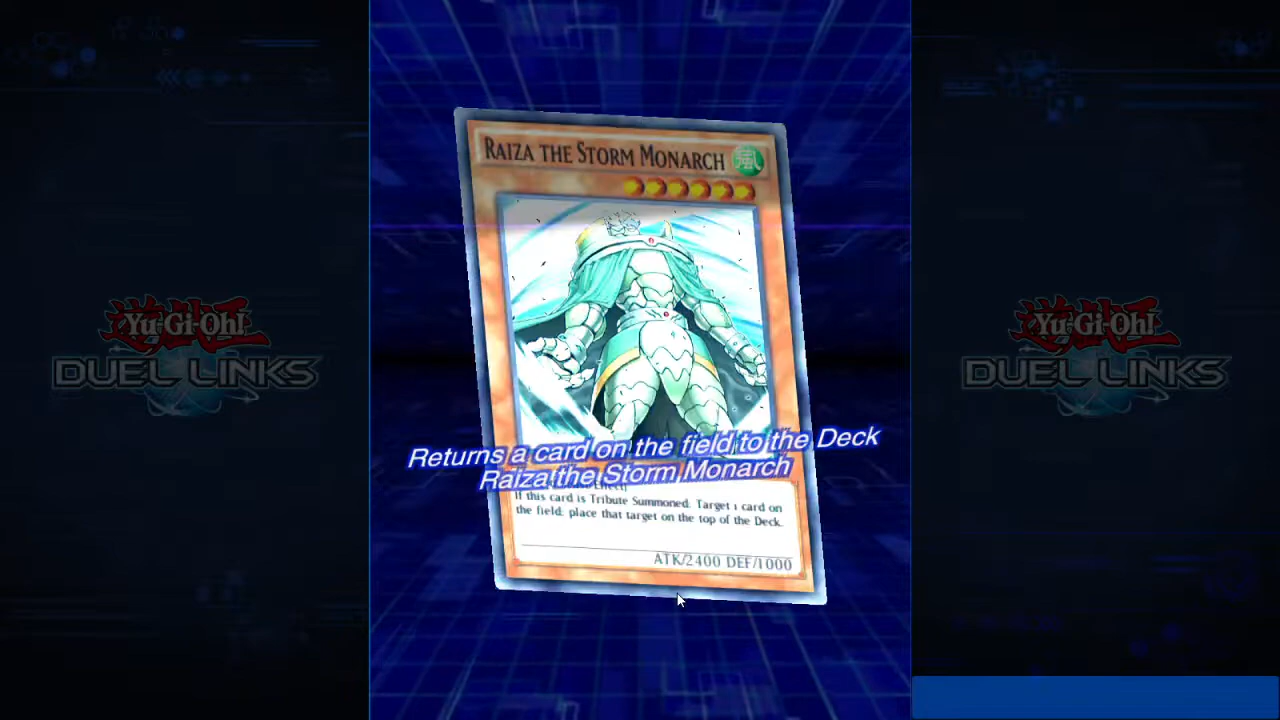 RAIZA THE STORM MONARCH
風
Yu-Gi-Oh!
DUEL LINKS
Yu-Gi-Oh!
DUEL LINKS
Returns a card on the field to the Deck
Raiza the Storm Monarch
If this card is Tribute Summoned: Target 1 card on
the field; place that target on the top of the Deck.
ATK/2400 DEF/1000